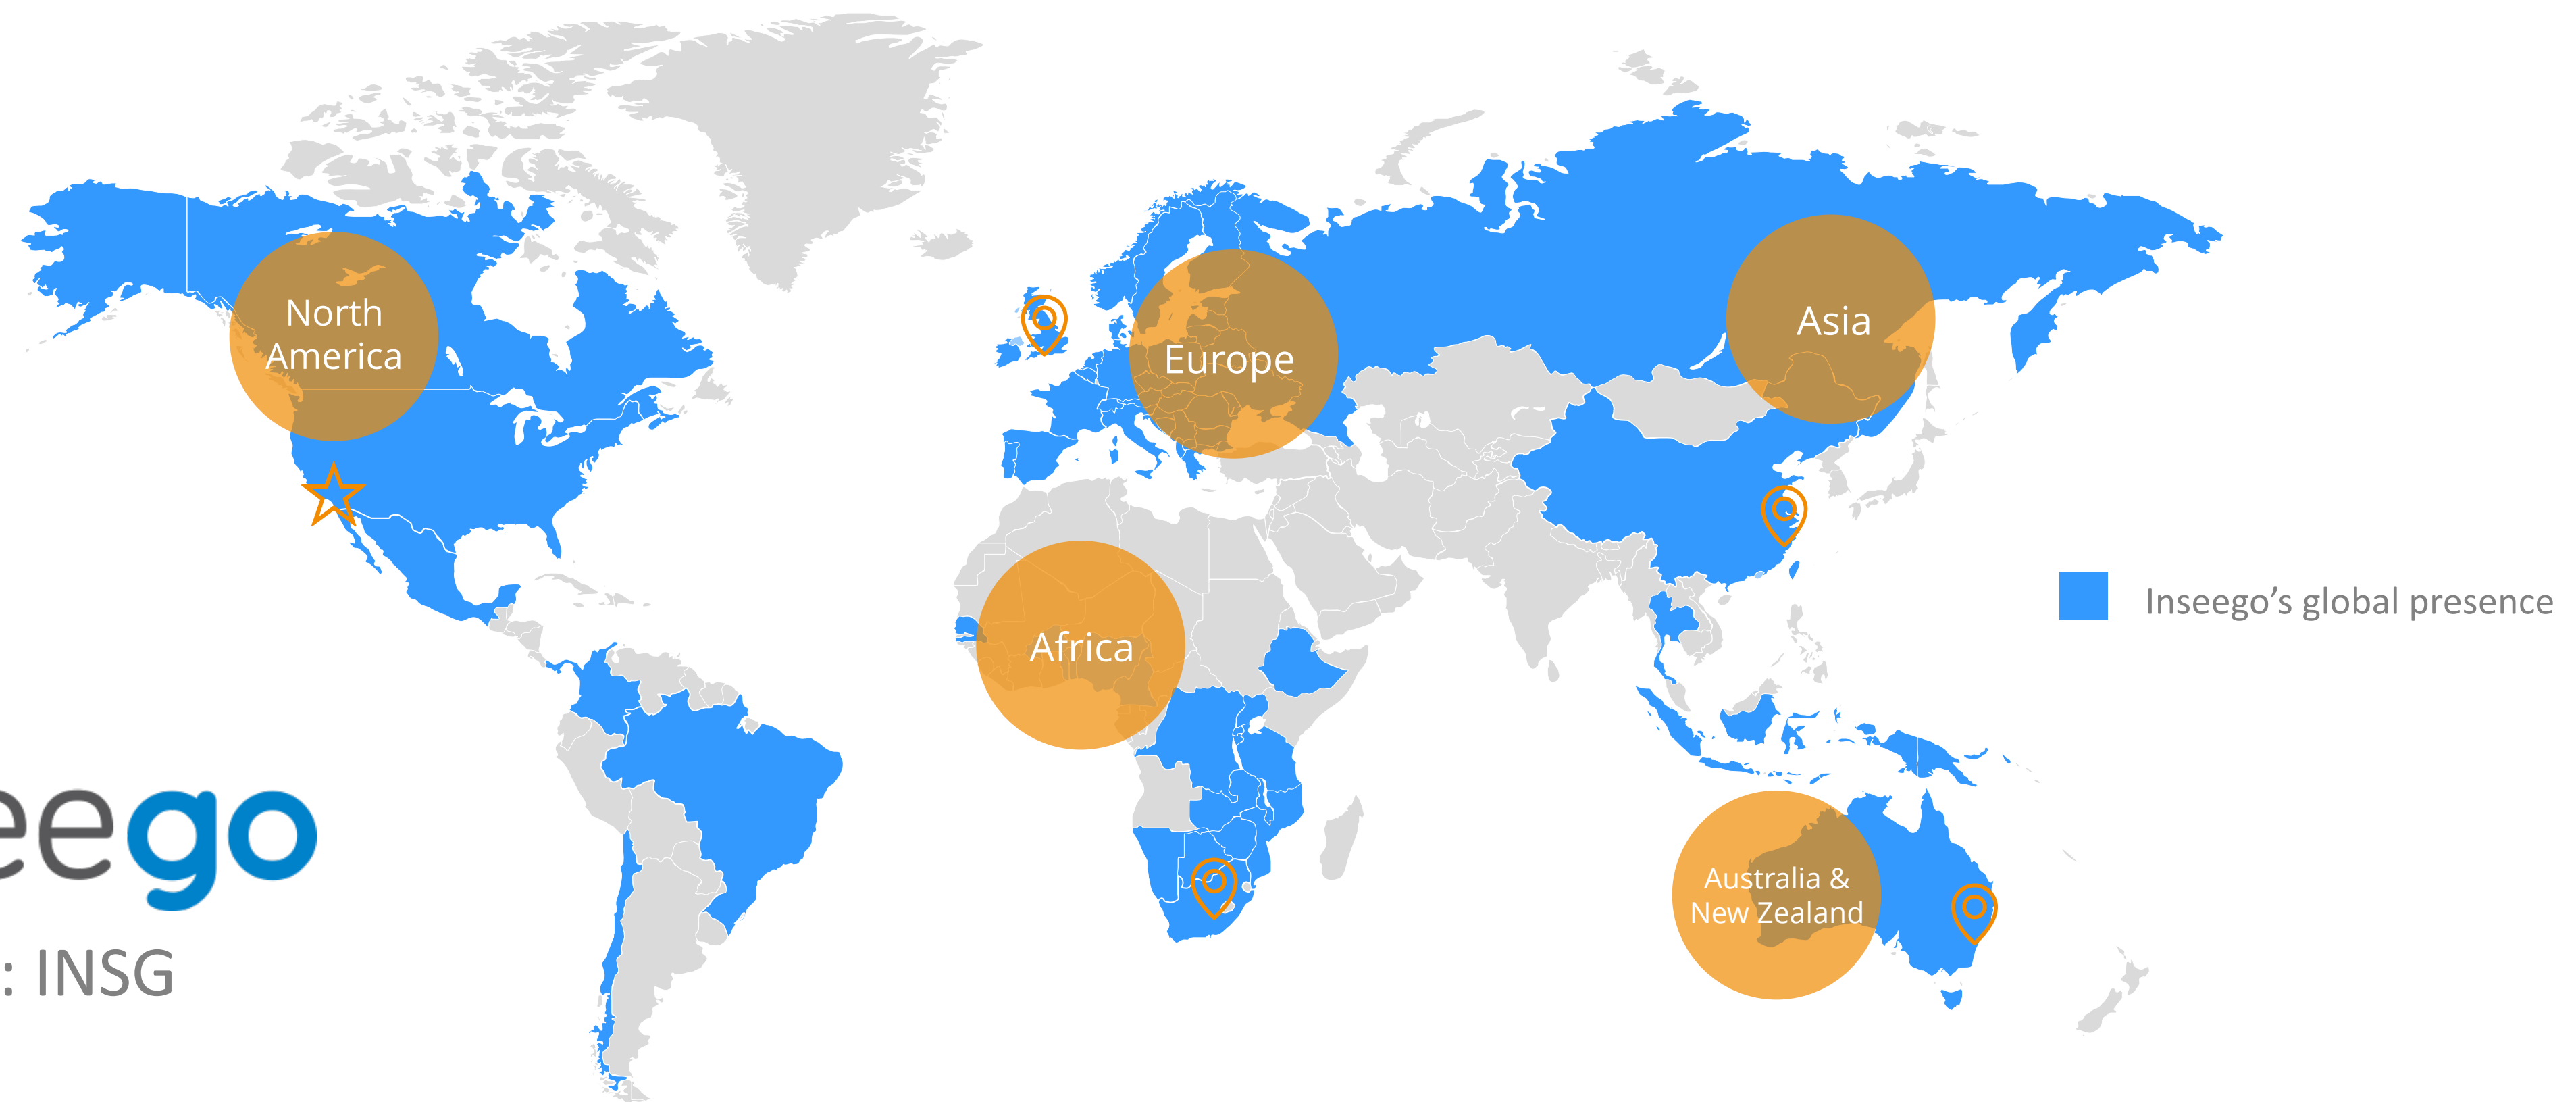 North
America
Europe
Asia
Africa
Inseego's global presence
Australia &
New Zealand
eego
: INSG